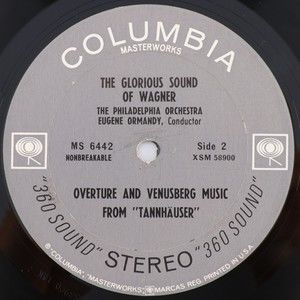 COLUMBIA
MASTERWORKS
THE GLORIOUS SOUND
OF WAGNER
THE PHILADELPHIA ORCHESTRA
EUGENE ORMANDY, Conductor
MS 6442
NONBREAKABLE
Side 2
XSM 58900
OVERTURE AND VENUSBERG MUSIC
FROM "TANNHÄUSER"
"360 SOUND" STEREO "360 SOUND"
® "COLUMBIA", "MASTERWORKS", MARCAS REG. PRINTED IN U.S.A.